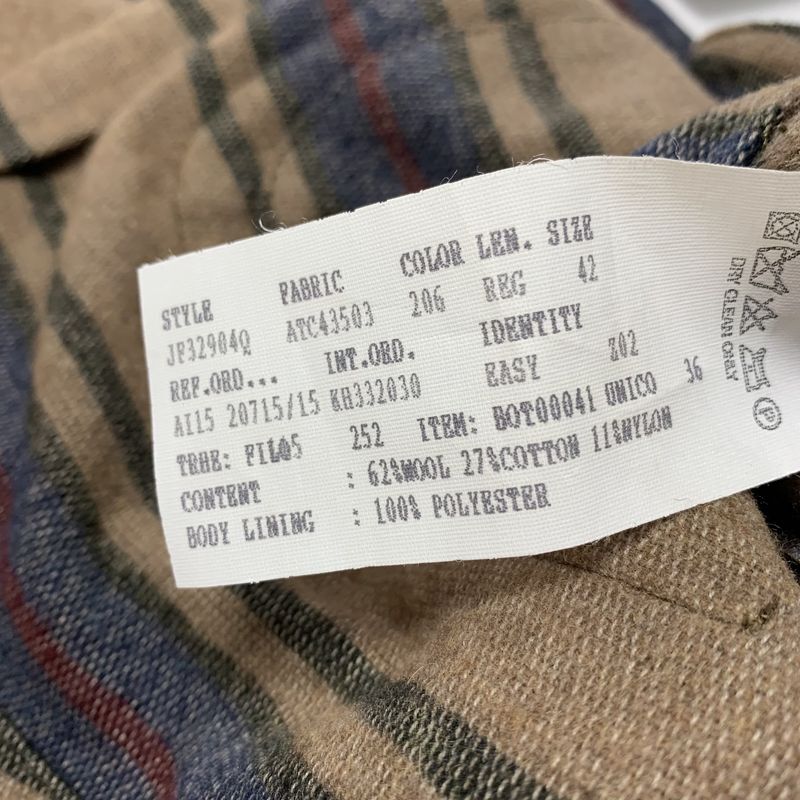 STYLE FABRIC COLOR LEN. SIZE
JF32904Q ATC43503 206 REG 42
REF.ORD... INT.ORD. IDENTITY
AI15 20715/15 KH332030 EASY Z02
TRHE: FIL05 252 ITEM: BOT00041 UNICO 36
CONTENT : 62%WOOL 27%COTTON 11%NYLON
BODY LINING : 100% POLYESTER
DRY CLEAN ONLY
P